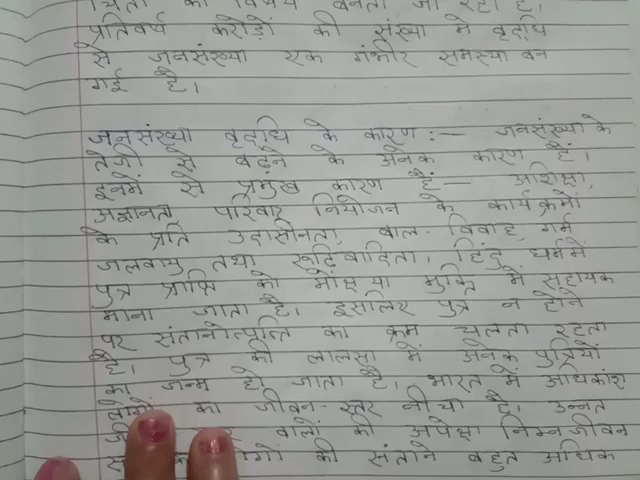 चिंता का विषय बनता जा रहा है।
प्रतिवर्ष करोड़ों की संख्या में वृद्धि
से जनसंख्या एक गंभीर समस्या बन
गई है।
जनसंख्या वृद्धि के कारण :— जनसंख्या के
तेजी से बढ़ने के अनेक कारण हैं।
इनमें से प्रमुख कारण हैं— अशिक्षा,
अज्ञानता, परिवार नियोजन के कार्यक्रमों
के प्रति उदासीनता, बाल-विवाह, गर्म
जलवायु तथा रूढ़िवादिता, हिंदु धर्म में
पुत्र प्राप्ति को मोक्ष या मुक्ति में सहायक
माना जाता है। इसलिए पुत्र न होने
पर संतानोत्पत्ति का क्रम चलता रहता
है। पुत्र की लालसा में अनेक पुत्रियों
का जन्म हो जाता है। भारत में अधिकांश
लोगों का जीवन-स्तर नीचा है। उन्नत
वालों की अपेक्षा निम्न जीवन
की संतानें बहुत अधिक